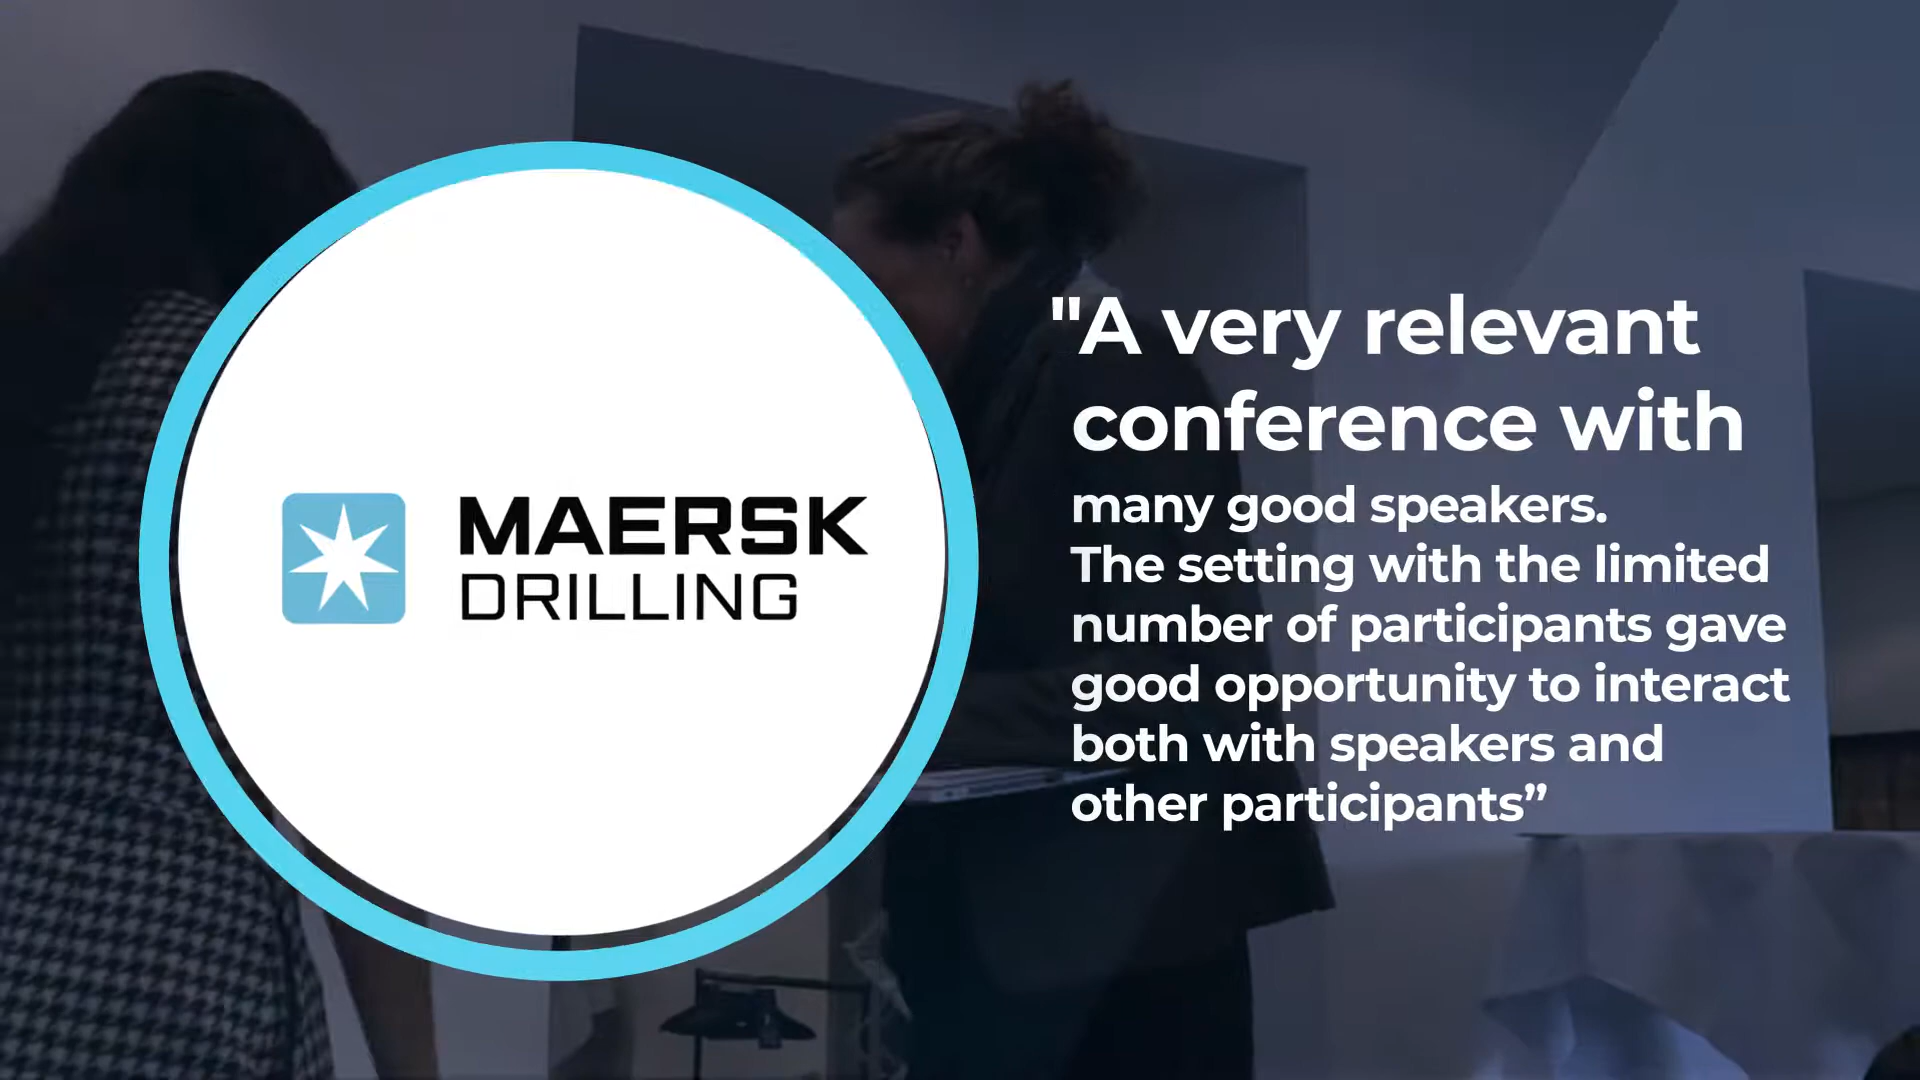 MAERSK
DRILLING
"A very relevant
conference with
many good speakers.
The setting with the limited
number of participants gave
good opportunity to interact
both with speakers and
other participants”